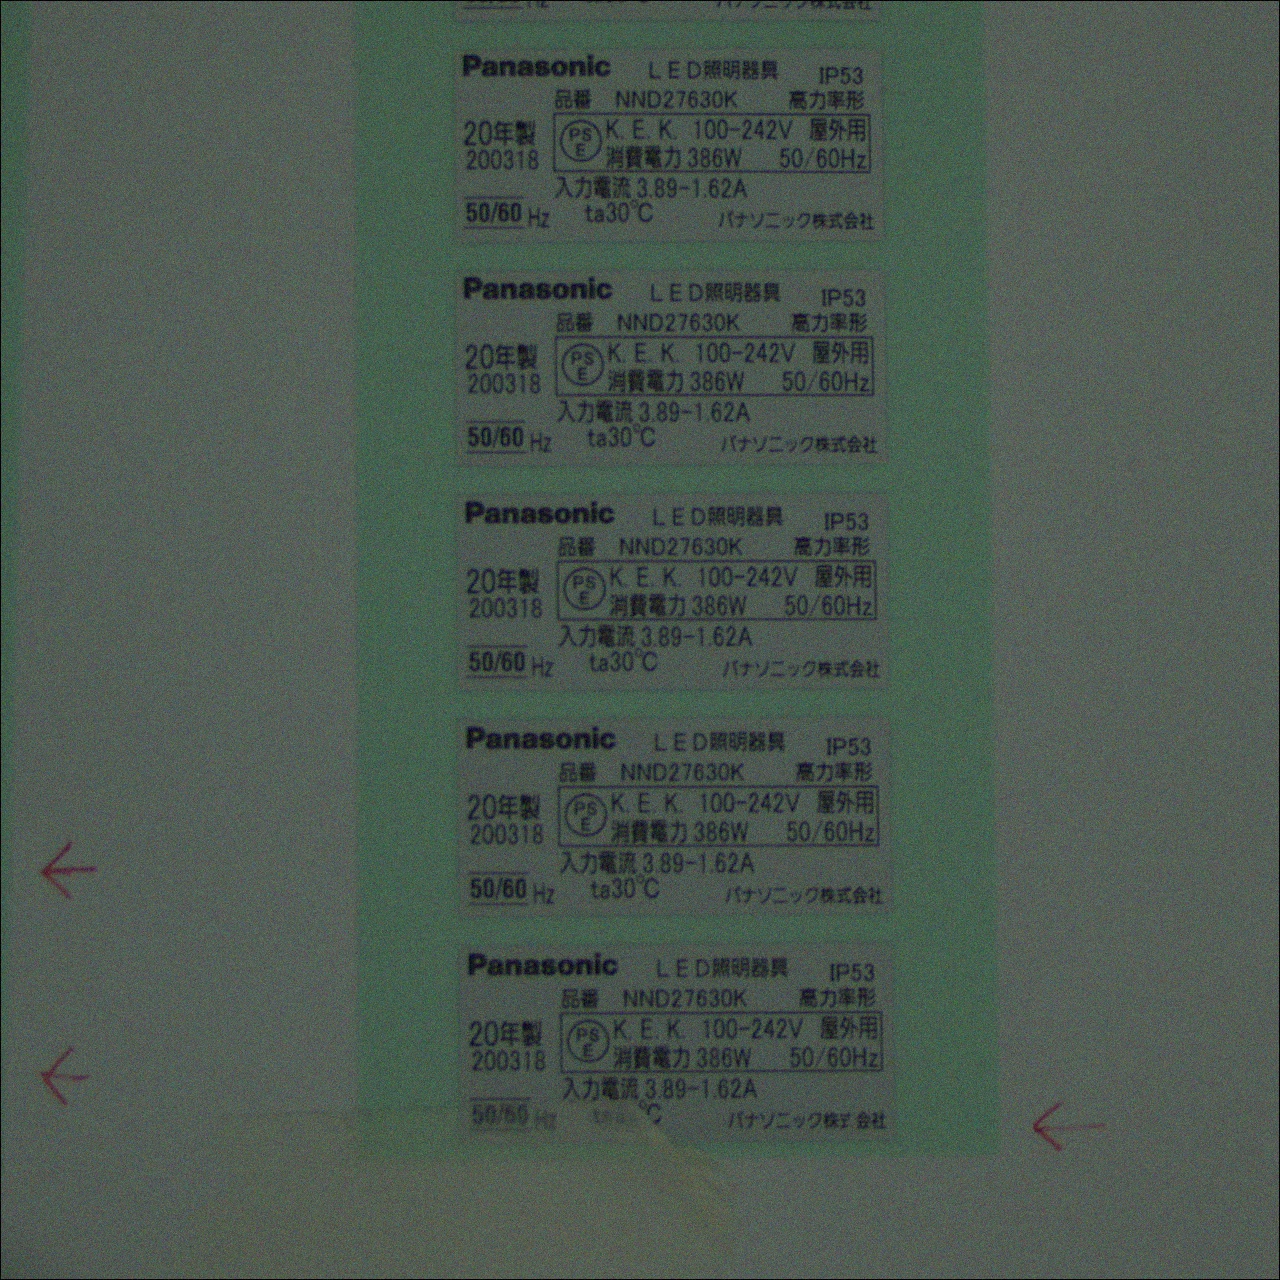 Hz
パナソニック株式会社
Panasonic LED照明器具 IP53
品番 NND27630K 高力率形
20年製 PS E K. E. K. 100-242V 屋外用
200318 消費電力 386W 50/60Hz
入力電流 3.89-1.62A
50/60 Hz ta30℃ パナソニック株式会社
Panasonic LED照明器具 IP53
品番 NND27630K 高力率形
20年製 PS E K. E. K. 100-242V 屋外用
200318 消費電力 386W 50/60Hz
入力電流 3.89-1.62A
50/60 Hz ta30℃ パナソニック株式会社
Panasonic LED照明器具 IP53
品番 NND27630K 高力率形
20年製 PS E K. E. K. 100-242V 屋外用
200318 消費電力 386W 50/60Hz
入力電流 3.89-1.62A
50/60 Hz ta30℃ パナソニック株式会社
Panasonic LED照明器具 IP53
品番 NND27630K 高力率形
20年製 PS E K. E. K. 100-242V 屋外用
200318 消費電力 386W 50/60Hz
入力電流 3.89-1.62A
50/60 Hz ta30℃ パナソニック株式会社
Panasonic LED照明器具 IP53
品番 NND27630K 高力率形
20年製 PS E K. E. K. 100-242V 屋外用
200318 消費電力 386W 50/60Hz
入力電流 3.89-1.62A
50/60 Hz ℃ パナソニック株式会社